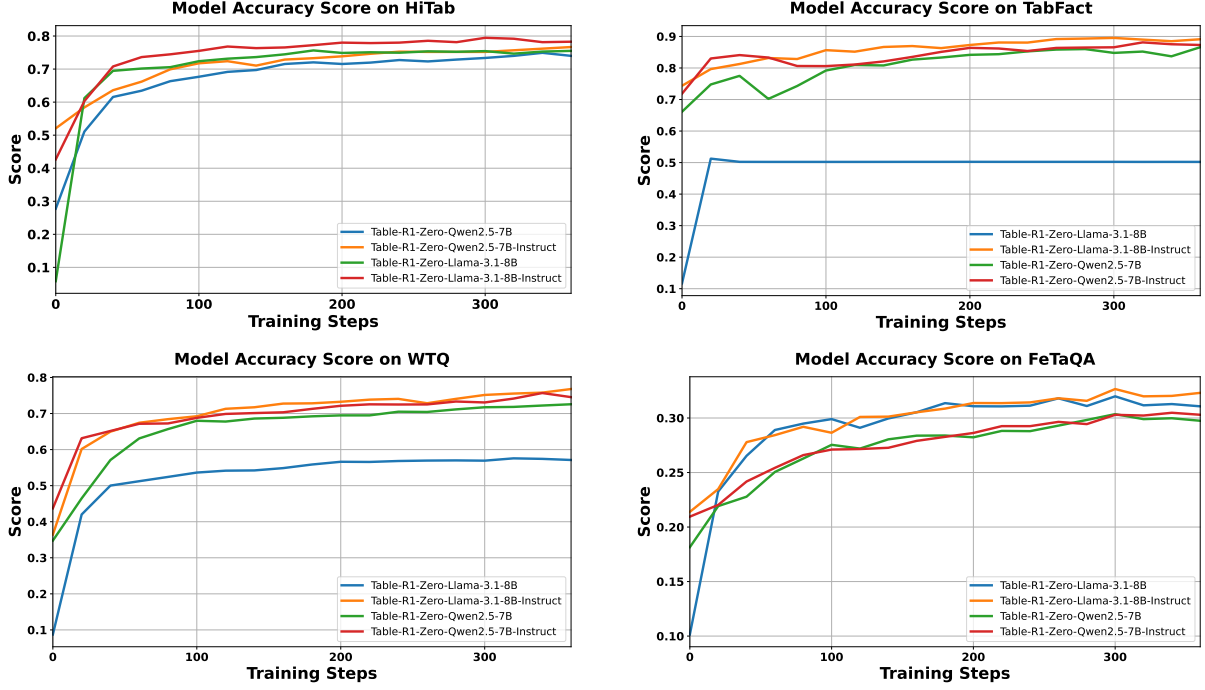 Model Accuracy Score on HiTab
0.8
0.7
0.6
0.5
0.4
0.3
0.2
0.1
Score
0
100
200
300
Training Steps
Table-R1-Zero-Qwen2.5-7B
Table-R1-Zero-Qwen2.5-7B-Instruct
Table-R1-Zero-Llama-3.1-8B
Table-R1-Zero-Llama-3.1-8B-Instruct
Model Accuracy Score on TabFact
0.9
0.8
0.7
0.6
0.5
0.4
0.3
0.2
0.1
Score
0
100
200
300
Training Steps
Table-R1-Zero-Llama-3.1-8B
Table-R1-Zero-Llama-3.1-8B-Instruct
Table-R1-Zero-Qwen2.5-7B
Table-R1-Zero-Qwen2.5-7B-Instruct
Model Accuracy Score on WTQ
0.8
0.7
0.6
0.5
0.4
0.3
0.2
0.1
Score
0
100
200
300
Training Steps
Table-R1-Zero-Llama-3.1-8B
Table-R1-Zero-Llama-3.1-8B-Instruct
Table-R1-Zero-Qwen2.5-7B
Table-R1-Zero-Qwen2.5-7B-Instruct
Model Accuracy Score on FeTaQA
0.30
0.25
0.20
0.15
0.10
Score
0
100
200
300
Training Steps
Table-R1-Zero-Llama-3.1-8B
Table-R1-Zero-Llama-3.1-8B-Instruct
Table-R1-Zero-Qwen2.5-7B
Table-R1-Zero-Qwen2.5-7B-Instruct